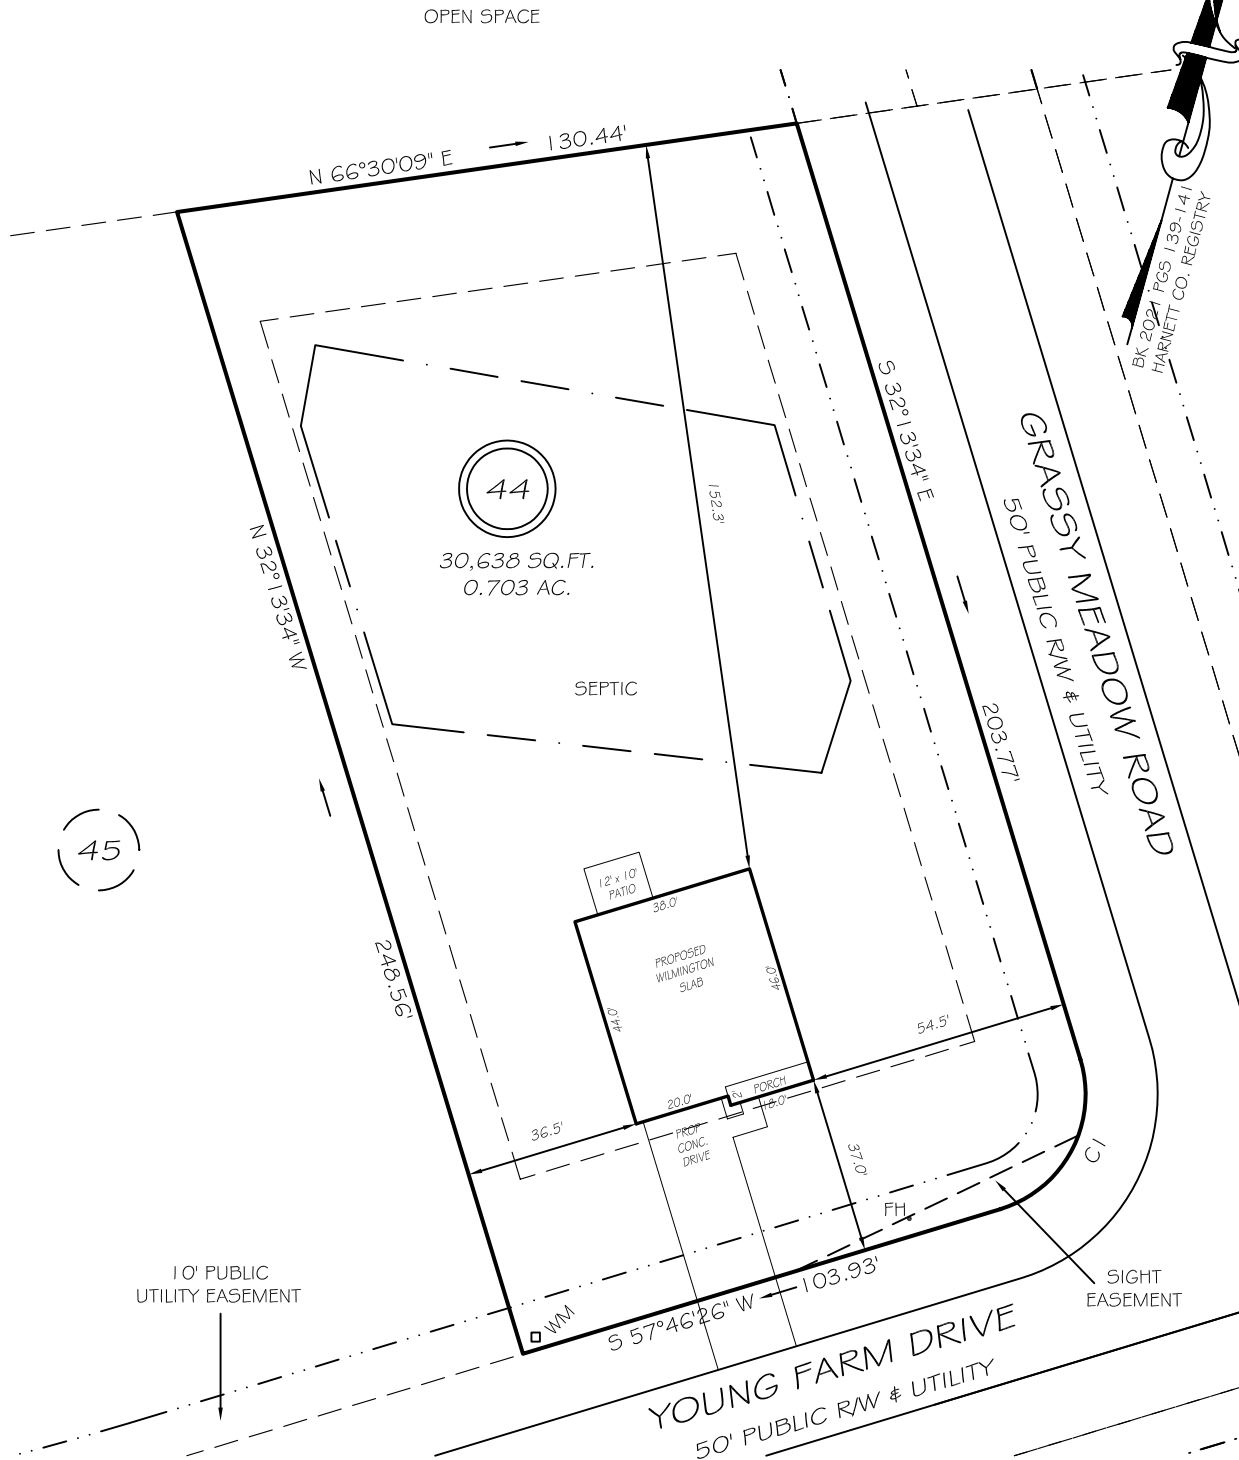 OPEN SPACE
N 66°30'09" E
130.44'
BK 2021 PGS 139-141
HARNETT CO. REGISTRY
S 32°13'34" E
203.77'
GRASSY MEADOW ROAD
50' PUBLIC R/W & UTILITY
152.3'
44
30,638 SQ.FT.
0.703 AC.
N 32°13'34" W
248.56'
SEPTIC
45
12' x 10'
PATIO
38.0'
PROPOSED
WILMINGTON
SLAB
46.0'
44.0'
54.5'
PORCH
2'
20.0'
18.0'
36.5'
PROP
CONC.
DRIVE
37.0'
C1
FH
10' PUBLIC
UTILITY EASEMENT
SIGHT
EASEMENT
WM
S 57°46'26" W
103.93'
YOUNG FARM DRIVE
50' PUBLIC R/W & UTILITY